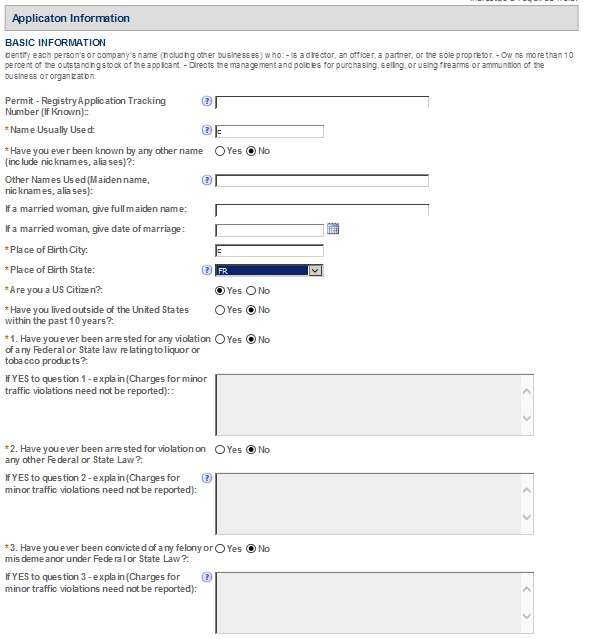 Applicaton Information
BASIC INFORMATION
Identify each person's or company's name (including other businesses) who: - Is a director, an officer, a partner, or the sole proprietor. - Owns more than 10
percent of the outstanding stock of the applicant. - Directs the management and policies for purchasing, selling, or using firearms or ammunition of the
business or organization.
Permit - Registry Application Tracking
Number (If Known)::
*Name Usually Used: c
*Have you ever been known by any other name Yes No
(include nicknames, aliases)?:
Other Names Used (Maiden name,
nicknames, aliases):
If a married woman, give full maiden name:
If a married woman, give date of marriage:
*Place of Birth City: c
*Place of Birth State: FR
*Are you a US Citizen?: Yes No
*Have you lived outside of the United States Yes No
within the past 10 years?:
*1. Have you ever been arrested for any violation Yes No
of any Federal or State law relating to liquor or
tobacco products?:
If YES to question 1 - explain (Charges for minor
traffic violations need not be reported): :
*2. Have you ever been arrested for violation on Yes No
any other Federal or State Law?:
If YES to question 2 - explain (Charges for
minor traffic violations need not be reported):
*3. Have you ever been convicted of any felony or Yes No
misdemeanor under Federal or State Law?:
If YES to question 3 - explain (Charges for
minor traffic violations need not be reported):